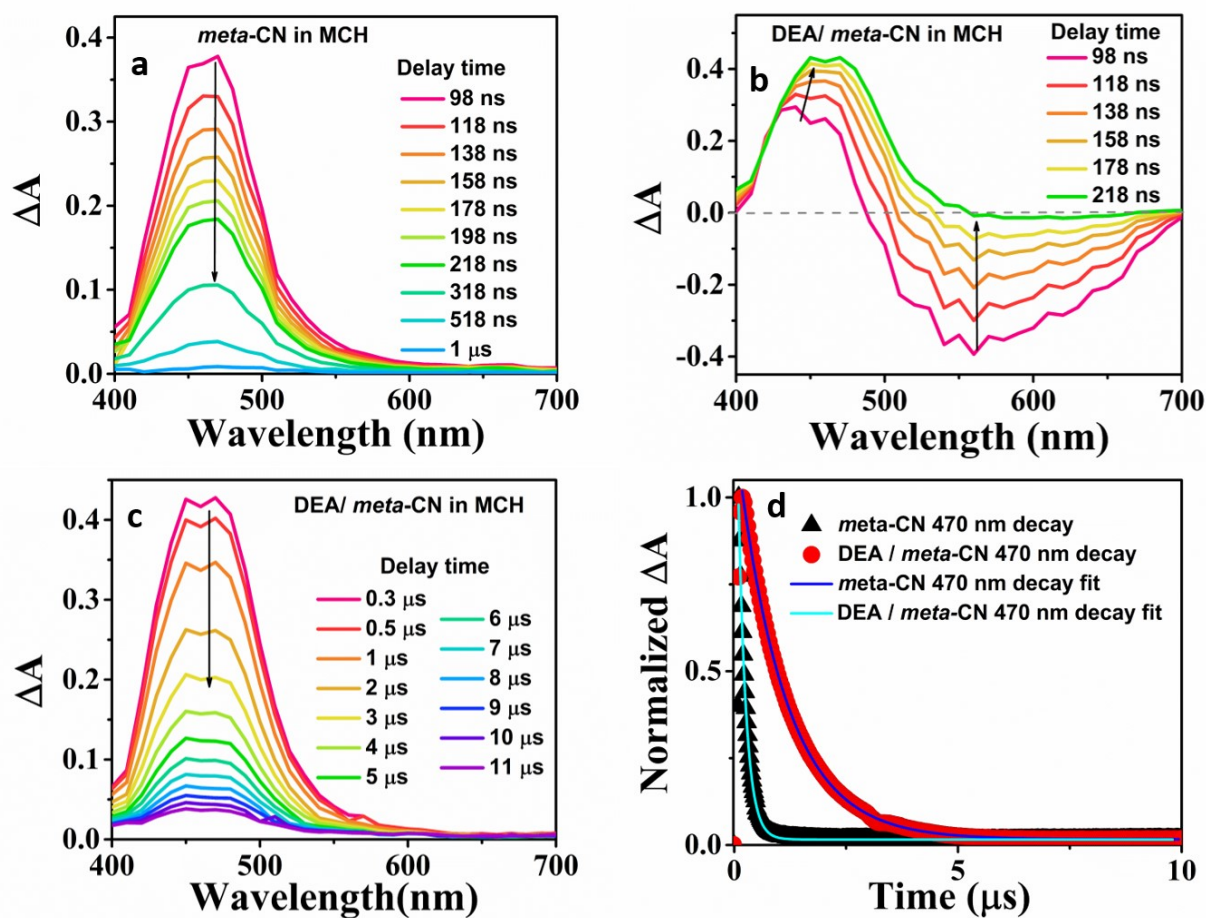 a
meta-CN in MCH
Delay time
98 ns
118 ns
138 ns
158 ns
178 ns
198 ns
218 ns
318 ns
518 ns
1 μs
0.4
0.3
0.2
0.1
0.0
ΔA
400
500
600
700
Wavelength (nm)
DEA/ meta-CN in MCH
b
Delay time
98 ns
118 ns
138 ns
158 ns
178 ns
218 ns
0.4
0.2
0.0
-0.2
-0.4
ΔA
400
500
600
700
Wavelength (nm)
c
DEA/ meta-CN in MCH
Delay time
0.3 μs
0.5 μs
1 μs
2 μs
3 μs
4 μs
5 μs
6 μs
7 μs
8 μs
9 μs
10 μs
11 μs
0.4
0.3
0.2
0.1
0.0
ΔA
400
500
600
700
Wavelength(nm)
d
meta-CN 470 nm decay
DEA / meta-CN 470 nm decay
meta-CN 470 nm decay fit
DEA / meta-CN 470 nm decay fit
1.0
0.5
0.0
Normalized ΔA
0
5
10
Time (μs)